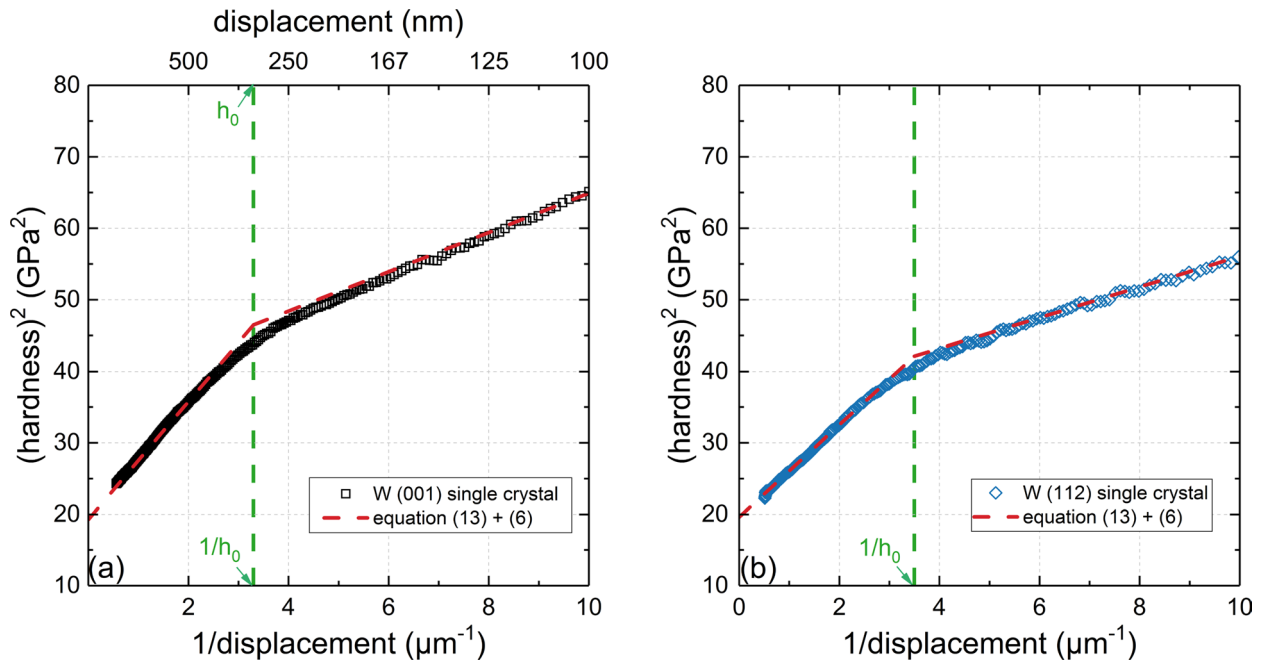 displacement (nm)
500 250 167 125 100
80
70
60
50
40
30
20
10
(hardness)² (GPa²)
h₀
1/h₀
(a)
W (001) single crystal
equation (13) + (6)
2 4 6 8 10
1/displacement (μm⁻¹)
80
70
60
50
40
30
20
10
(hardness)² (GPa²)
1/h₀
(b)
W (112) single crystal
equation (13) + (6)
0 2 4 6 8 10
1/displacement (μm⁻¹)